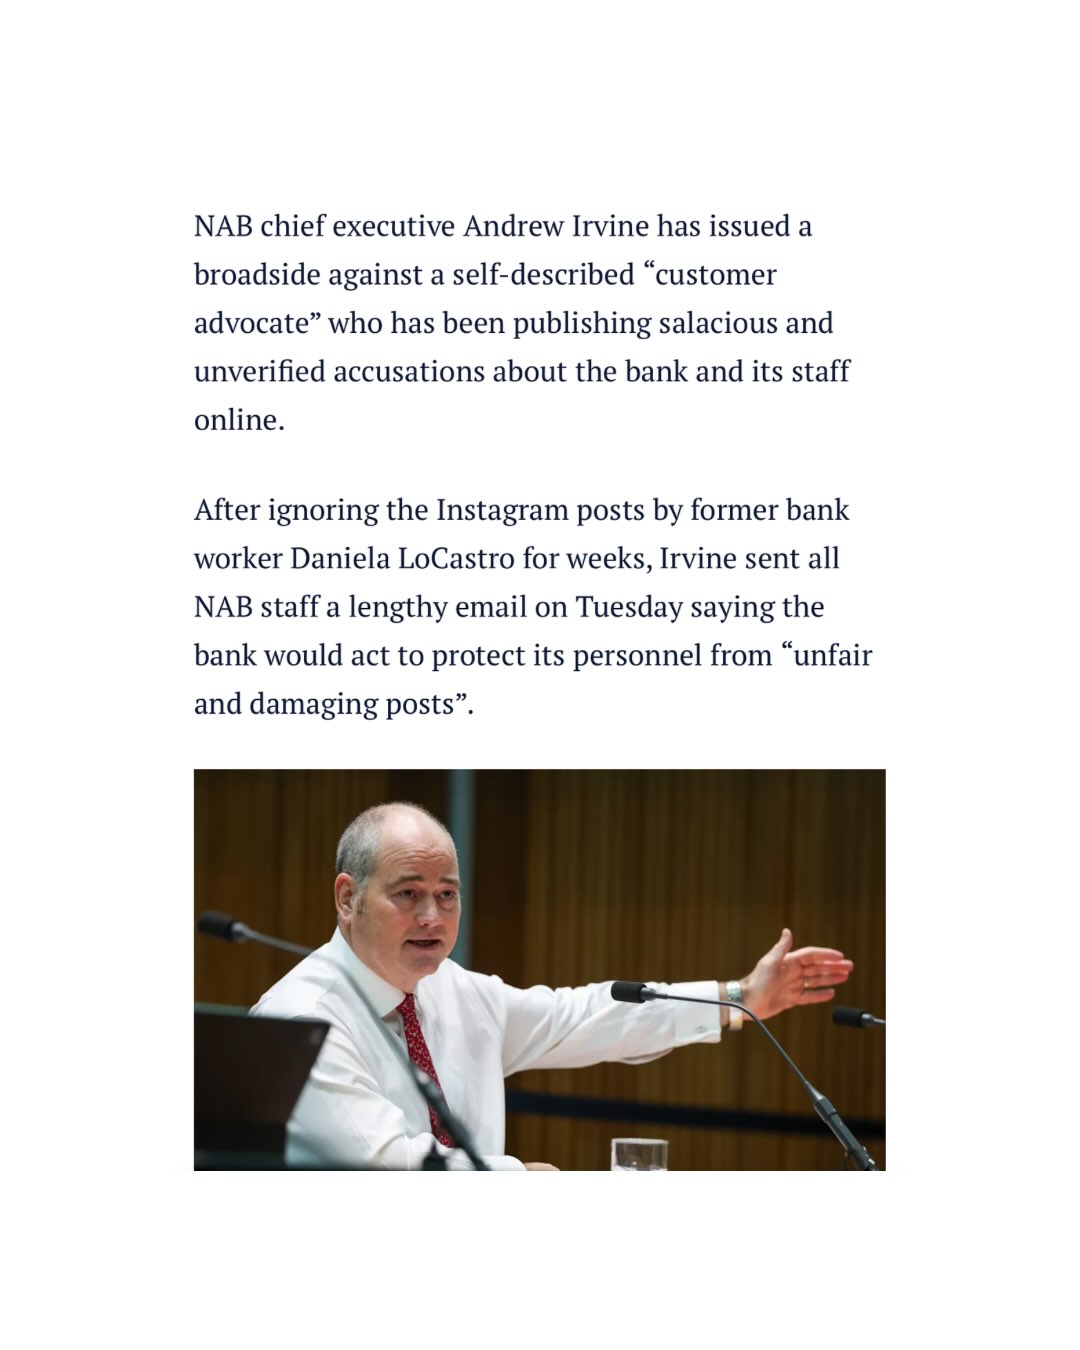 NAB chief executive Andrew Irvine has issued a
broadside against a self-described “customer
advocate” who has been publishing salacious and
unverified accusations about the bank and its staff
online.
After ignoring the Instagram posts by former bank
worker Daniela LoCastro for weeks, Irvine sent all
NAB staff a lengthy email on Tuesday saying the
bank would act to protect its personnel from “unfair
and damaging posts”.